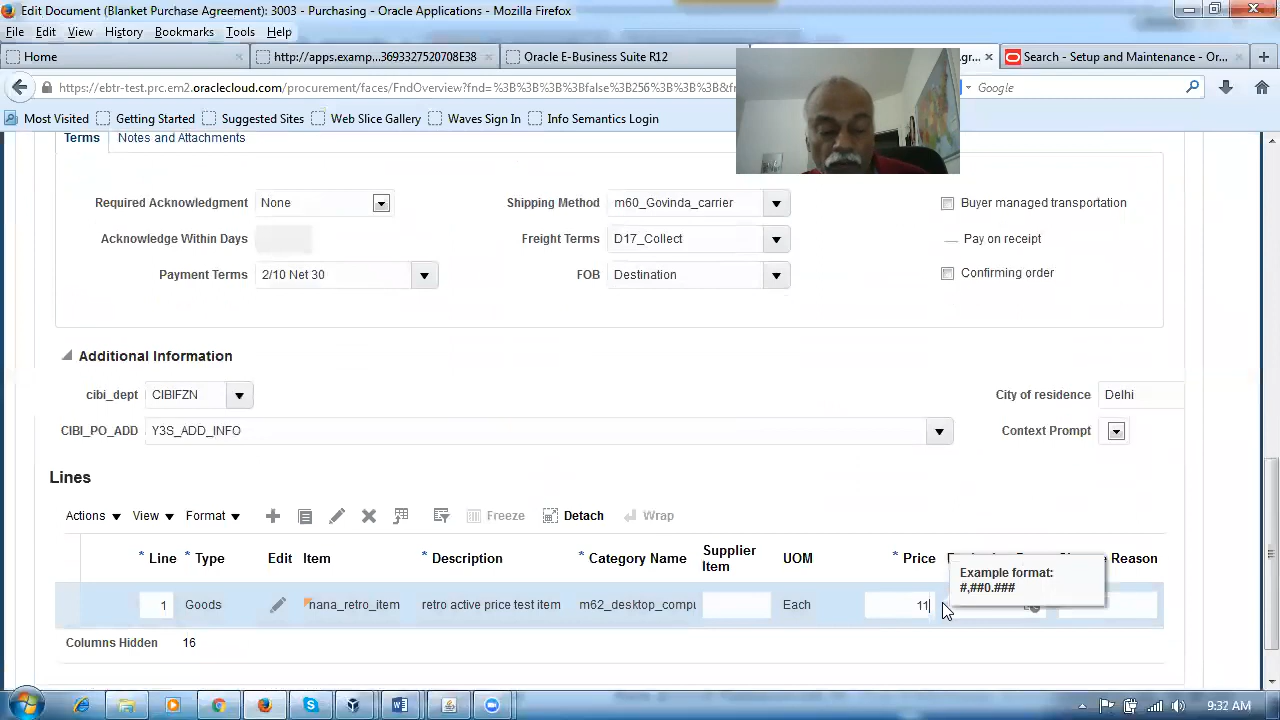 Edit Document (Blanket Purchase Agreement): 3003 - Purchasing - Oracle Applications - Mozilla Firefox
File Edit View History Bookmarks Tools Help
Home http://apps.examp...3693327520708E38 Oracle E-Business Suite R12 Search - Setup and Maintenance - Or...
https://ebtr-test.prc.em2.oraclecloud.com/procurement/faces/FndOverview?fnd=%3B%3B%3Bfalse%3B256%3B%3B%3B&fr Google
Most Visited Getting Started Suggested Sites Web Slice Gallery Waves Sign In Info Semantics Login
Terms Notes and Attachments
Required Acknowledgment None Shipping Method m60_Govinda_carrier Buyer managed transportation
Acknowledge Within Days Freight Terms D17_Collect Pay on receipt
Payment Terms 2/10 Net 30 FOB Destination Confirming order
Additional Information
cibi_dept CIBIFZN City of residence Delhi
CIBI_PO_ADD Y3S_ADD_INFO Context Prompt
Lines
Actions View Format Freeze Detach Wrap
* Line * Type Edit Item * Description * Category Name Supplier Item UOM * Price Reason
Example format:
#,##0.###
1 Goods nana_retro_item retro active price test item m62_desktop_compu Each 11
Columns Hidden 16
9:32 AM